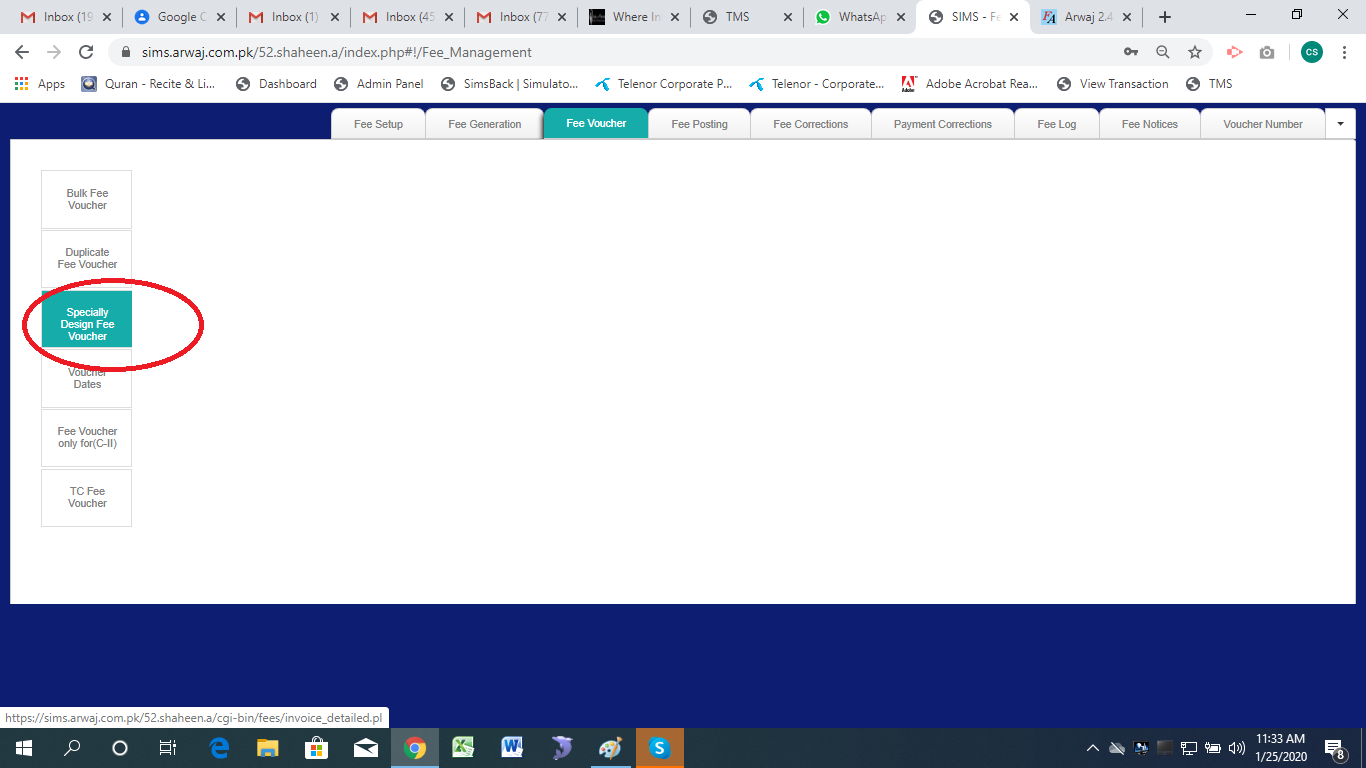 Inbox (19
Google C
Inbox (1)
Inbox (45
Inbox (77
Where In
TMS
WhatsAp
SIMS - Fe
Arwaj 2.4
sims.arwaj.com.pk/52.shaheen.a/index.php#!/Fee_Management
CS
Apps
Quran - Recite & Li...
Dashboard
Admin Panel
SimsBack | Simulato...
Telenor Corporate P...
Telenor - Corporate...
Adobe Acrobat Rea...
View Transaction
TMS
Fee Setup
Fee Generation
Fee Voucher
Fee Posting
Fee Corrections
Payment Corrections
Fee Log
Fee Notices
Voucher Number
Bulk Fee
Voucher
Duplicate
Fee Voucher
Specially
Design Fee
Voucher
Voucher
Dates
Fee Voucher
only for(C-II)
TC Fee
Voucher
https://sims.arwaj.com.pk/52.shaheen.a/cgi-bin/fees/invoice_detailed.pl
11:33 AM
1/25/2020
8